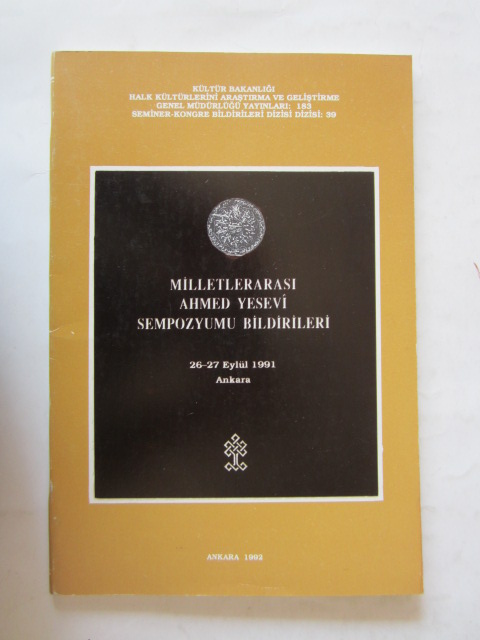 KÜLTÜR BAKANLIĞI
HALK KÜLTÜRLERİNİ ARAŞTIRMA VE GELİŞTİRME
GENEL MÜDÜRLÜĞÜ YAYINLARI: 183
SEMİNER-KONGRE BİLDİRİLERİ DİZİSİ DİZİSİ: 39
MİLLETLERARASI
AHMED YESEVÎ
SEMPOZYUMU BİLDİRİLERİ
26-27 Eylül 1991
Ankara
ANKARA 1992